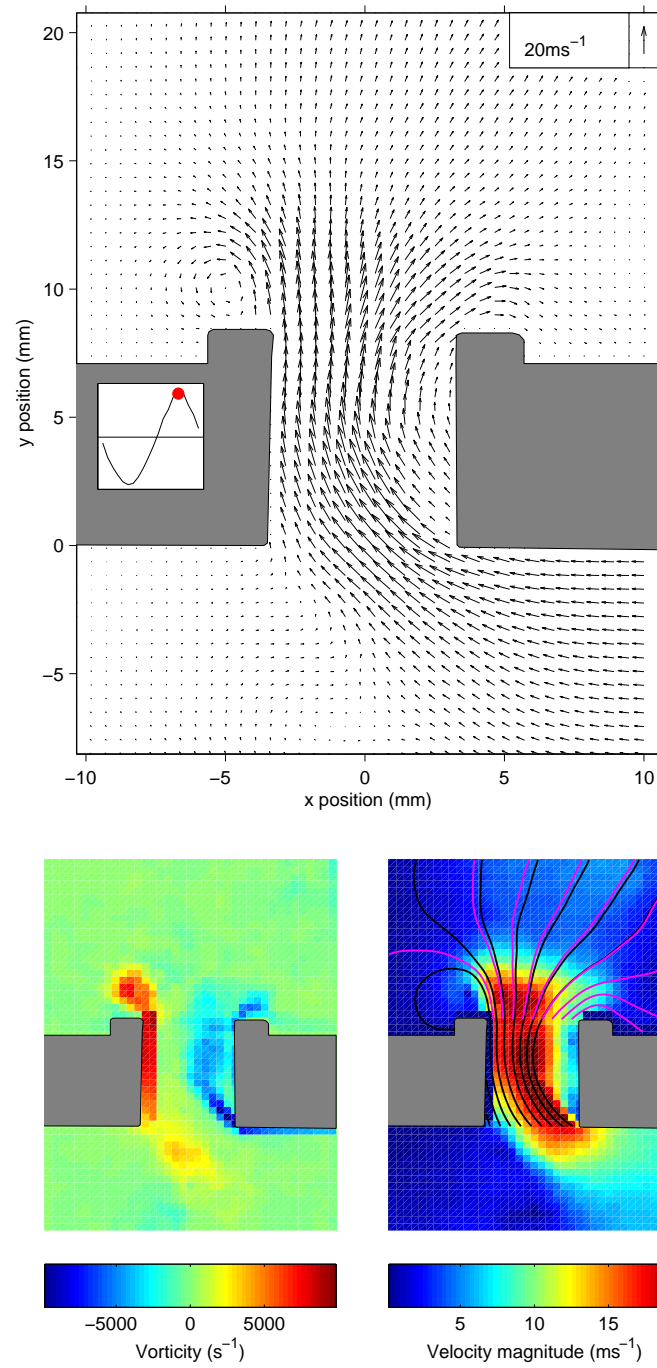 20
20ms⁻¹
15
10
5
0
−5
y position (mm)
−10 −5 0 5 10
x position (mm)
−5000 0 5000
Vorticity (s⁻¹)
5 10 15
Velocity magnitude (ms⁻¹)